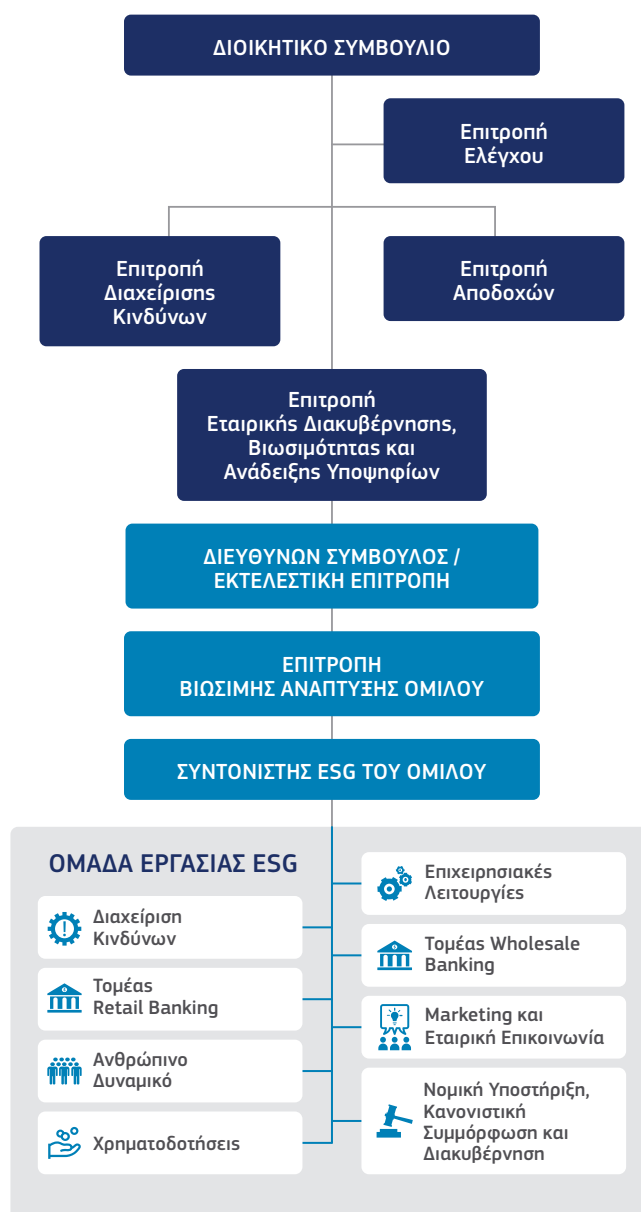 ΔΙΟΙΚΗΤΙΚΟ ΣΥΜΒΟΥΛΙΟ
Επιτροπή
Ελέγχου
Επιτροπή
Διαχείρισης
Κινδύνων
Επιτροπή
Αποδοχών
Επιτροπή
Εταιρικής Διακυβέρνησης,
Βιωσιμότητας και
Ανάδειξης Υποψηφίων
ΔΙΕΥΘΥΝΩΝ ΣΥΜΒΟΥΛΟΣ /
ΕΚΤΕΛΕΣΤΙΚΗ ΕΠΙΤΡΟΠΗ
ΕΠΙΤΡΟΠΗ
ΒΙΩΣΙΜΗΣ ΑΝΑΠΤΥΞΗΣ ΟΜΙΛΟΥ
ΣΥΝΤΟΝΙΣΤΗΣ ESG ΤΟΥ ΟΜΙΛΟΥ
ΟΜΑΔΑ ΕΡΓΑΣΙΑΣ ESG
Διαχείριση
Κινδύνων
Τομέας
Retail Banking
Ανθρώπινο
Δυναμικό
Χρηματοδοτήσεις
Επιχειρησιακές
Λειτουργίες
Τομέας Wholesale
Banking
Marketing και
Εταιρική Επικοινωνία
Νομική Υποστήριξη,
Κανονιστική
Συμμόρφωση και
Διακυβέρνηση